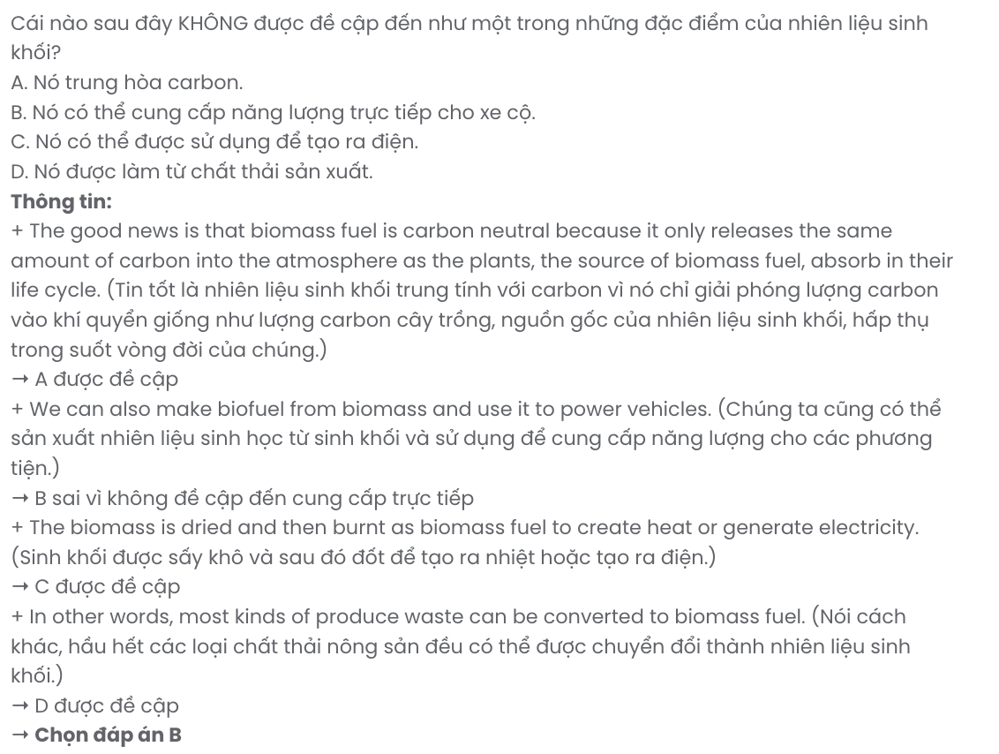 Cái nào sau đây KHÔNG được đề cập đến như một trong những đặc điểm của nhiên liệu sinh
khối?
A. Nó trung hòa carbon.
B. Nó có thể cung cấp năng lượng trực tiếp cho xe cộ.
C. Nó có thể được sử dụng để tạo ra điện.
D. Nó được làm từ chất thải sản xuất.
Thông tin:
+ The good news is that biomass fuel is carbon neutral because it only releases the same
amount of carbon into the atmosphere as the plants, the source of biomass fuel, absorb in their
life cycle. (Tin tốt là nhiên liệu sinh khối trung tính với carbon vì nó chỉ giải phóng lượng carbon
vào khí quyển giống như lượng carbon cây trồng, nguồn gốc của nhiên liệu sinh khối, hấp thụ
trong suốt vòng đời của chúng.)
→ A được đề cập
+ We can also make biofuel from biomass and use it to power vehicles. (Chúng ta cũng có thể
sản xuất nhiên liệu sinh học từ sinh khối và sử dụng để cung cấp năng lượng cho các phương
tiện.)
→ B sai vì không đề cập đến cung cấp trực tiếp
+ The biomass is dried and then burnt as biomass fuel to create heat or generate electricity.
(Sinh khối được sấy khô và sau đó đốt để tạo ra nhiệt hoặc tạo ra điện.)
→ C được đề cập
+ In other words, most kinds of produce waste can be converted to biomass fuel. (Nói cách
khác, hầu hết các loại chất thải nông sản đều có thể được chuyển đổi thành nhiên liệu sinh
khối.)
→ D được đề cập
→ Chọn đáp án B